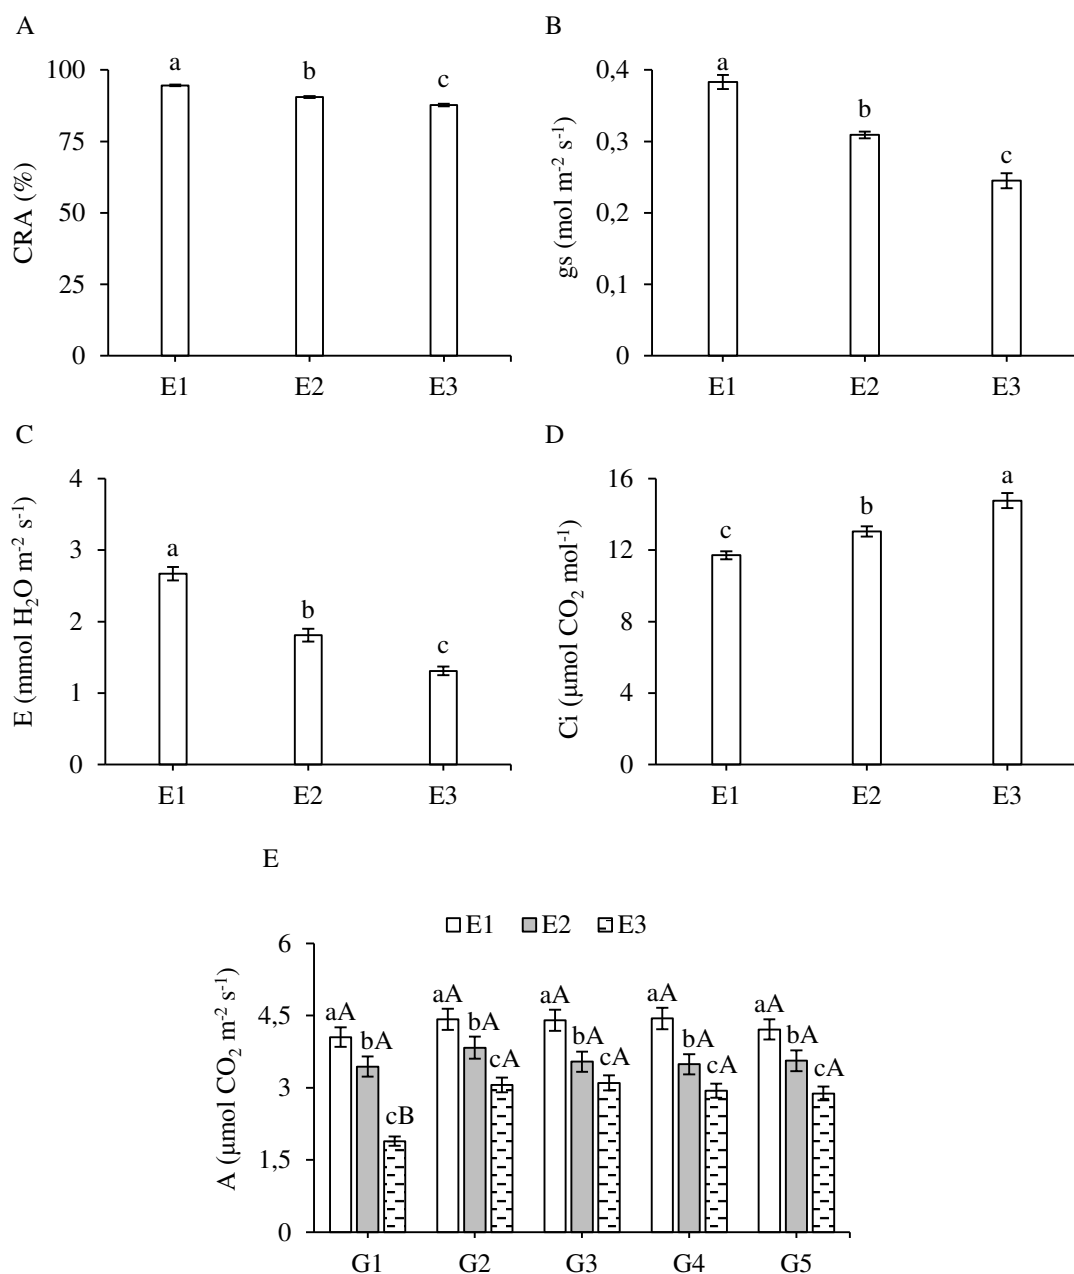 A
CRA (%)
100
75
50
25
0
a
b
c
E1 E2 E3
B
gs (mol m⁻² s⁻¹)
0,4
0,3
0,2
0,1
0
a
b
c
E1 E2 E3
C
E (mmol H₂O m⁻² s⁻¹)
4
3
2
1
0
a
b
c
E1 E2 E3
D
Ci (µmol CO₂ mol⁻¹)
16
12
8
4
0
c
b
a
E1 E2 E3
E
E1 E2 E3
A (µmol CO₂ m⁻² s⁻¹)
6
4,5
3
1,5
0
aA bA cB
aA bA cA
aA bA cA
aA bA cA
aA bA cA
G1 G2 G3 G4 G5